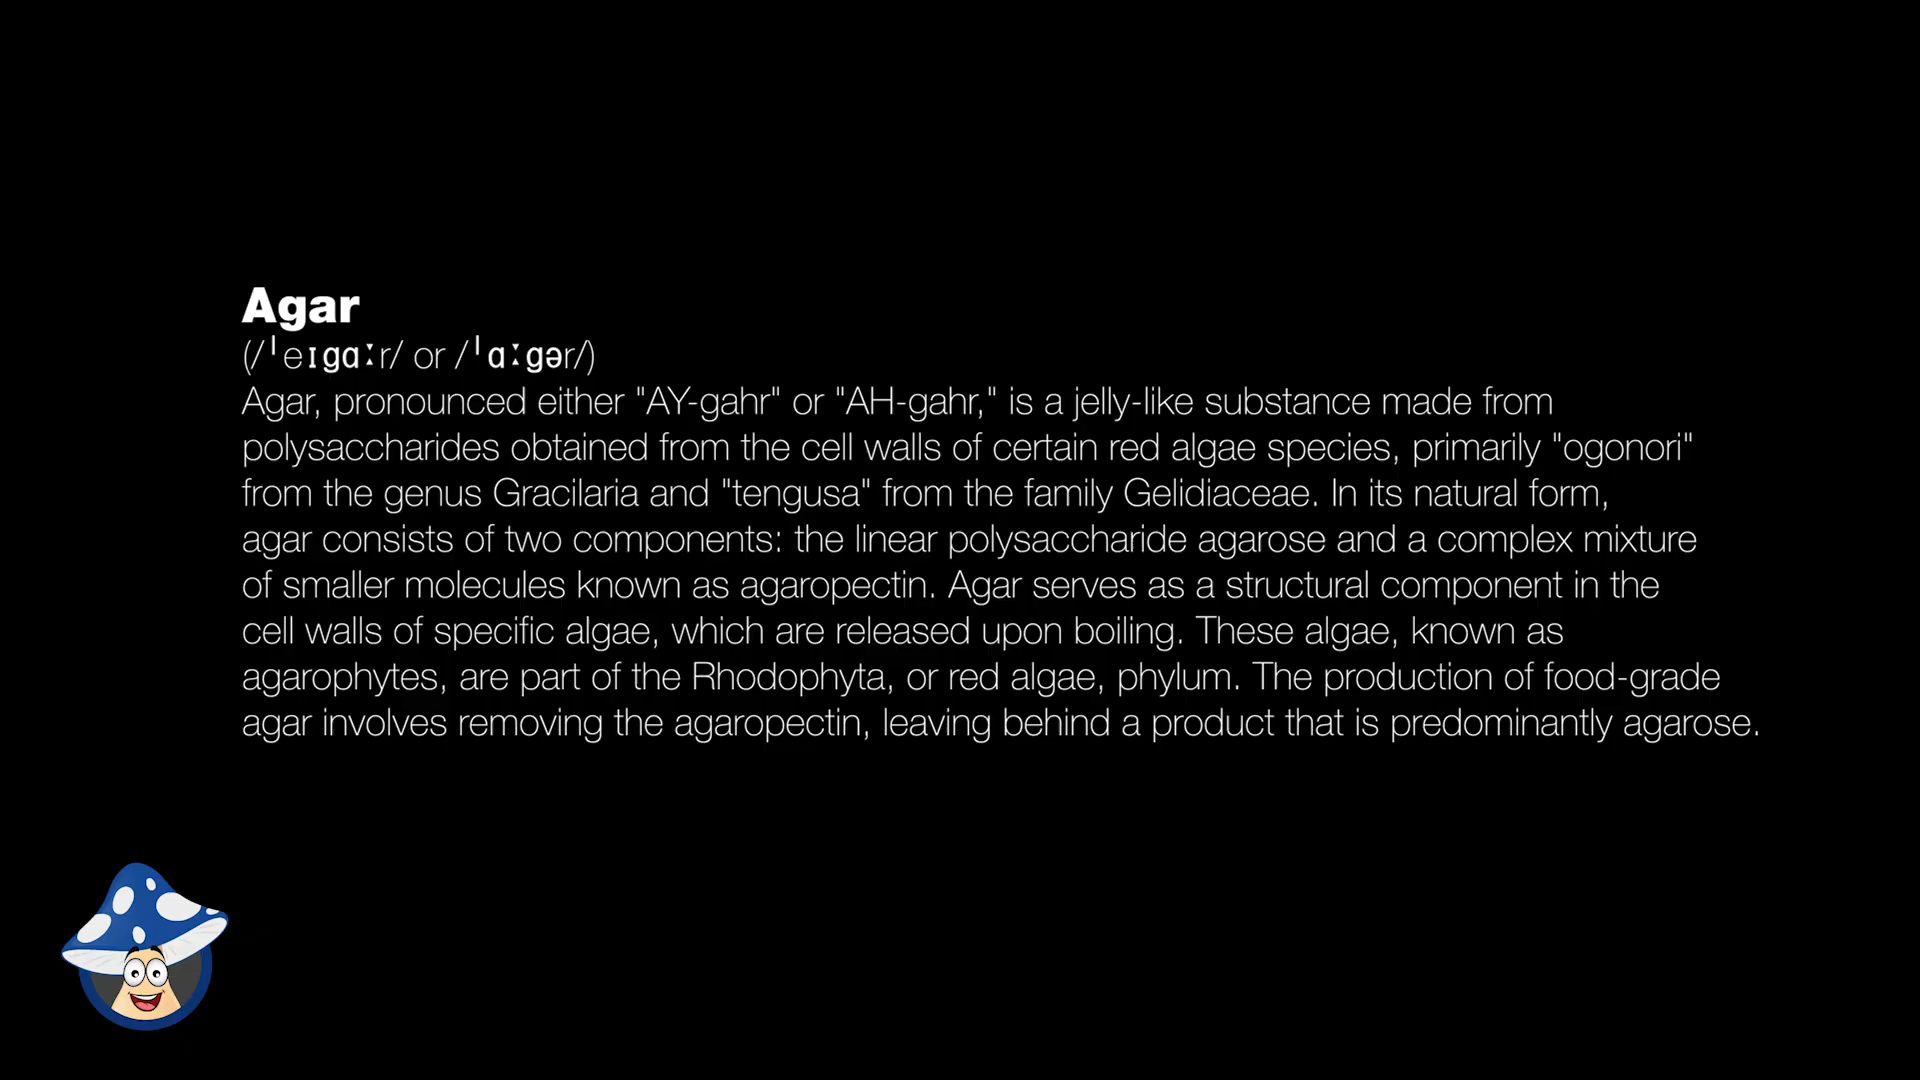 Agar
(/ˈeɪɡɑːr/ or /ˈɑːɡər/)
Agar, pronounced either "AY-gahr" or "AH-gahr," is a jelly-like substance made from
polysaccharides obtained from the cell walls of certain red algae species, primarily "ogonori"
from the genus Gracilaria and "tengusa" from the family Gelidiaceae. In its natural form,
agar consists of two components: the linear polysaccharide agarose and a complex mixture
of smaller molecules known as agaropectin. Agar serves as a structural component in the
cell walls of specific algae, which are released upon boiling. These algae, known as
agarophytes, are part of the Rhodophyta, or red algae, phylum. The production of food-grade
agar involves removing the agaropectin, leaving behind a product that is predominantly agarose.